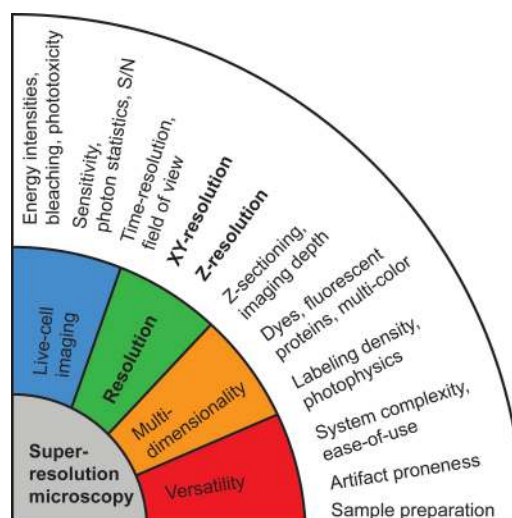 Energy intensities,
bleaching, phototoxicity
Sensitivity,
photon statistics, S/N
Time-resolution,
field of view
XY-resolution
Z-resolution
Z-sectioning,
imaging depth
Dyes, fluorescent
proteins, multi-color
Labeling density,
photophysics
System complexity,
ease-of-use
Artifact proneness
Sample preparation
Live-cell
imaging
Resolution
Multi-
dimensionality
Versatility
Super-
resolution
microscopy